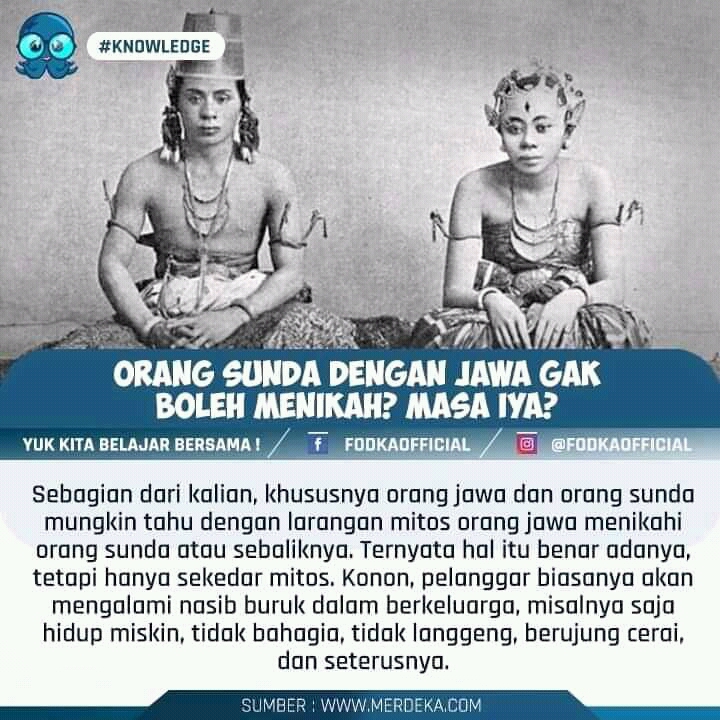 #KNOWLEDGE
ORANG SUNDA DENGAN JAWA GAK
BOLEH MENIKAH? MASA IYA?
YUK KITA BELAJAR BERSAMA ! / f FODKAOFFICIAL / @FODKAOFFICIAL
Sebagian dari kalian, khususnya orang jawa dan orang sunda
mungkin tahu dengan larangan mitos orang jawa menikahi
orang sunda atau sebaliknya. Ternyata hal itu benar adanya,
tetapi hanya sekedar mitos. Konon, pelanggar biasanya akan
mengalami nasib buruk dalam berkeluarga, misalnya saja
hidup miskin, tidak bahagia, tidak langgeng, berujung cerai,
dan seterusnya.
SUMBER : WWW.MERDEKA.COM